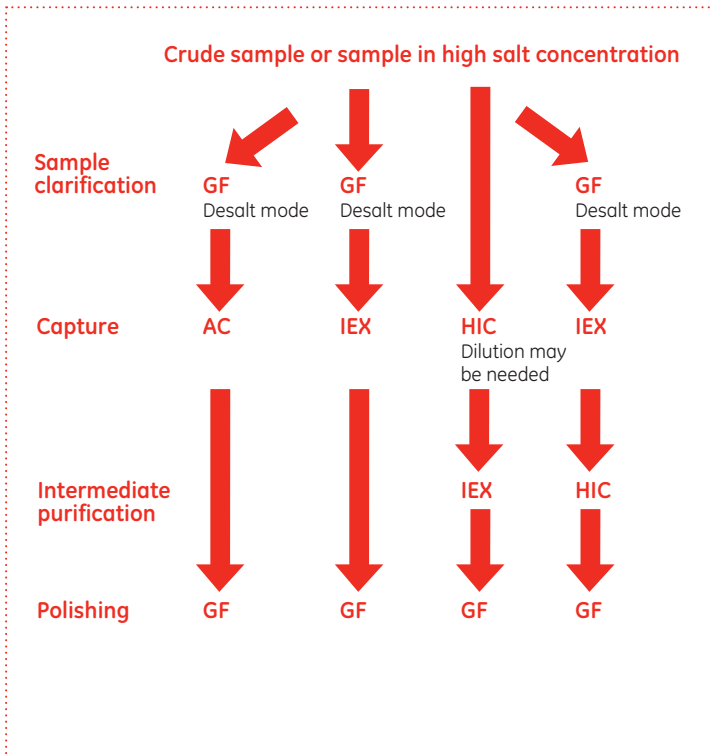 Crude sample or sample in high salt concentration
Sample
clarification
GF
GF
GF
Desalt mode
Desalt mode
Desalt mode
Capture
AC
IEX
HIC
IEX
Dilution may
be needed
Intermediate
purification
IEX
HIC
Polishing
GF
GF
GF
GF